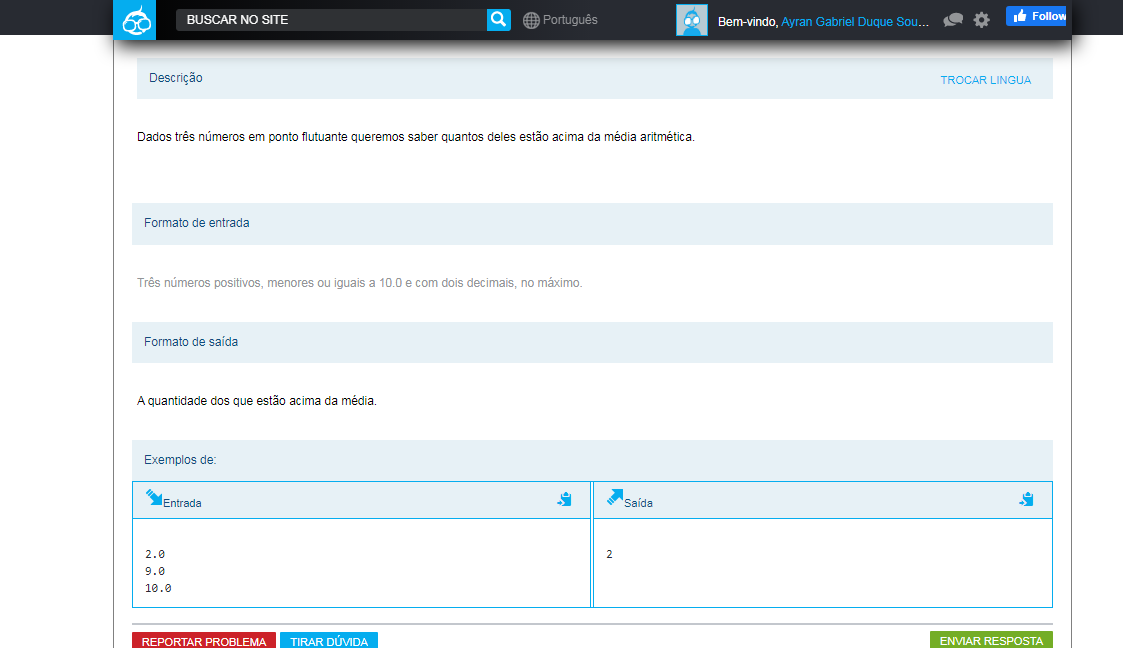 BUSCAR NO SITE
Português
Bem-vindo, Ayran Gabriel Duque Sou...
Follow
Descrição
TROCAR LINGUA
Dados três números em ponto flutuante queremos saber quantos deles estão acima da média aritmética.
Formato de entrada
Três números positivos, menores ou iguais a 10.0 e com dois decimais, no máximo.
Formato de saída
A quantidade dos que estão acima da média.
Exemplos de:
Entrada
Saída
2.0
9.0
10.0
2
REPORTAR PROBLEMA
TIRAR DÚVIDA
ENVIAR RESPOSTA